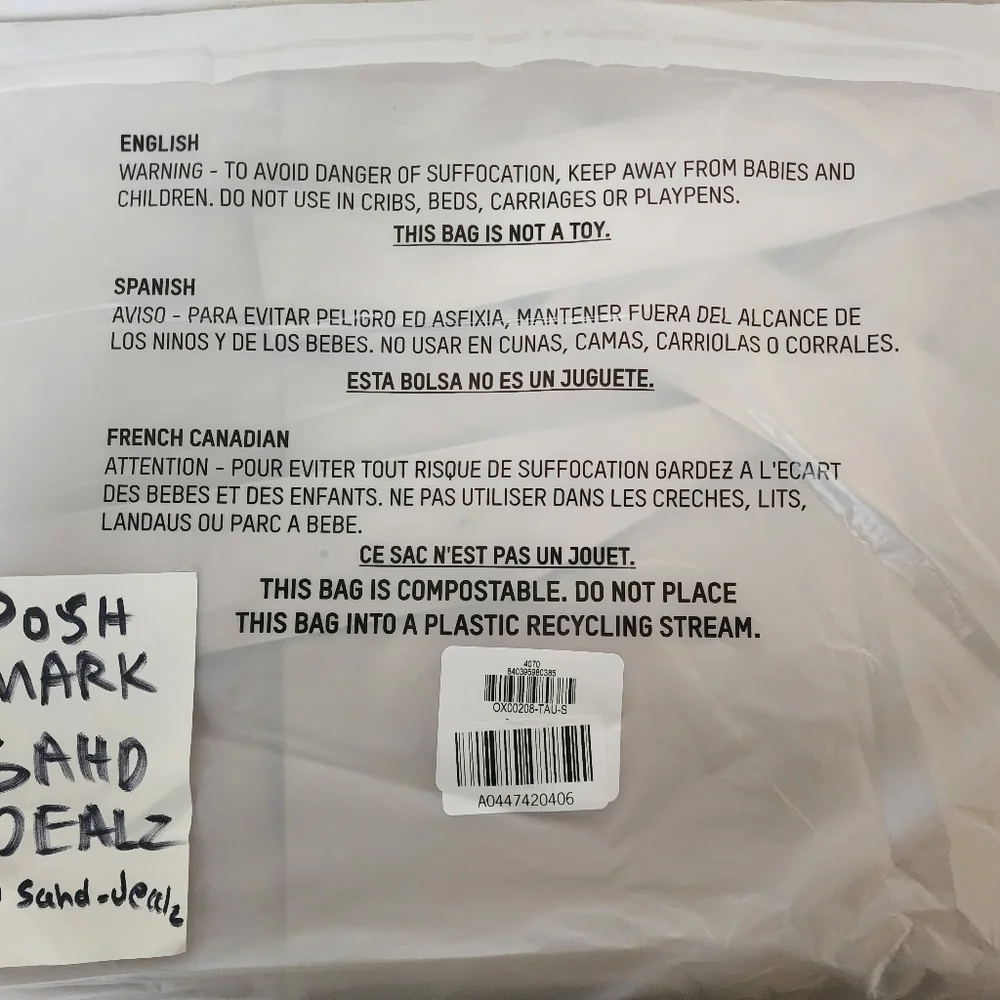 ENGLISH
WARNING - TO AVOID DANGER OF SUFFOCATION, KEEP AWAY FROM BABIES AND
CHILDREN. DO NOT USE IN CRIBS, BEDS, CARRIAGES OR PLAYPENS.
THIS BAG IS NOT A TOY.
SPANISH
AVISO - PARA EVITAR PELIGRO ED ASFIXIA, MANTENER FUERA DEL ALCANCE DE
LOS NINOS Y DE LOS BEBES. NO USAR EN CUNAS, CAMAS, CARRIOLAS O CORRALES.
ESTA BOLSA NO ES UN JUGUETE.
FRENCH CANADIAN
ATTENTION - POUR EVITER TOUT RISQUE DE SUFFOCATION GARDEZ A L'ECART
DES BEBES ET DES ENFANTS. NE PAS UTILISER DANS LES CRECHES, LITS,
LANDAUS OU PARC A BEBE.
CE SAC N'EST PAS UN JOUET.
THIS BAG IS COMPOSTABLE. DO NOT PLACE
THIS BAG INTO A PLASTIC RECYCLING STREAM.
4070
840395980385
OX00208-TAU-S
A0447420406
POSH
MARK
SAHD
DEALZ
sahd-dealz